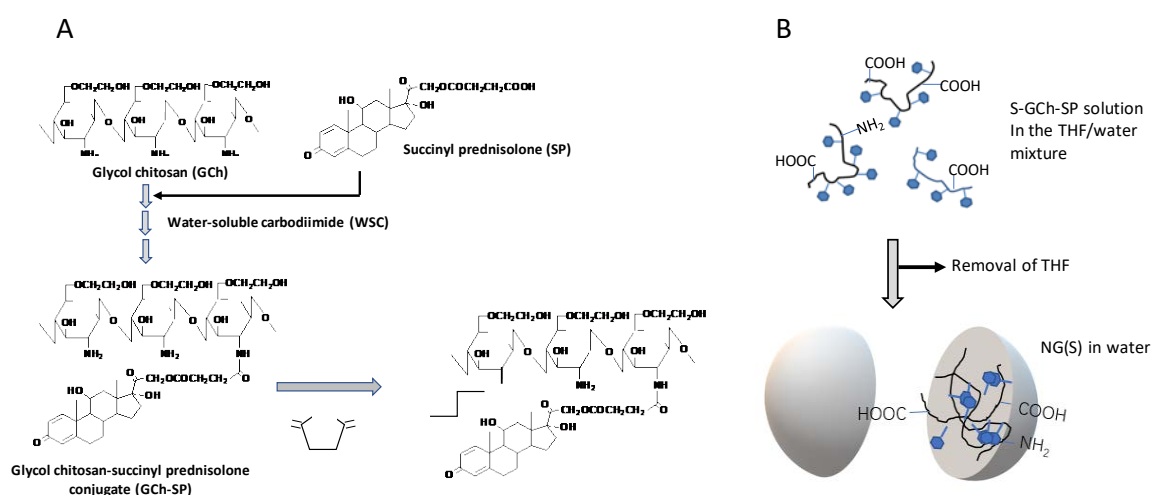 A
OCH₂CH₂OH OCH₂CH₂OH OCH₂CH₂OH
OH O OH O OH O
NH₂ NH₂ NH₂
Glycol chitosan (GCh)
O CH₂OCOCH₂CH₂COOH
HO OH
O
Succinyl prednisolone (SP)
Water-soluble carbodiimide (WSC)
OCH₂CH₂OH OCH₂CH₂OH OCH₂CH₂OH
OH O OH O OH O
NH₂ NH₂ NH
O CH₂OCOCH₂CH₂C O
HO OH
O
Glycol chitosan-succinyl prednisolone
conjugate (GCh-SP)
OCH₂CH₂OH OCH₂CH₂OH OCH₂CH₂OH
OH O OH O OH O
NH₂ NH
O CH₂OCOCH₂CH₂C O
HO OH
O
B
COOH
COOH
NH₂
HOOC
COOH
S-GCh-SP solution
In the THF/water
mixture
Removal of THF
NG(S) in water
HOOC
COOH
NH₂